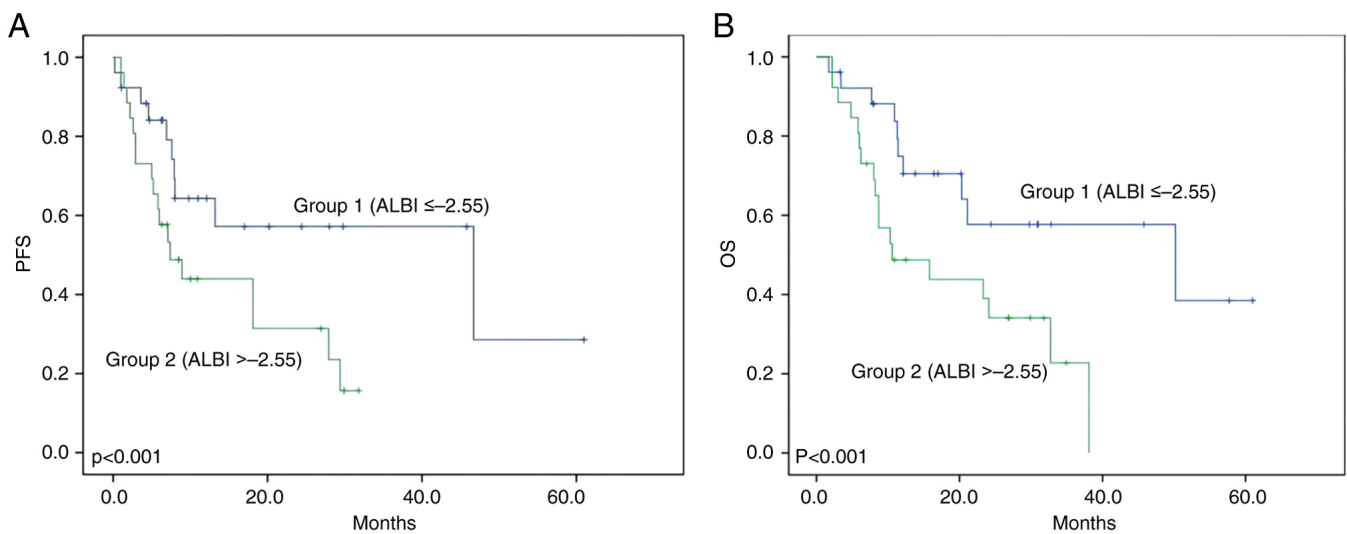 A
PFS
1.0
0.8
0.6
0.4
0.2
0.0
Group 1 (ALBI ≤–2.55)
Group 2 (ALBI >–2.55)
p<0.001
0.0 20.0 40.0 60.0
Months
B
OS
1.0
0.8
0.6
0.4
0.2
0.0
Group 1 (ALBI ≤–2.55)
Group 2 (ALBI >–2.55)
P<0.001
0.0 20.0 40.0 60.0
Months